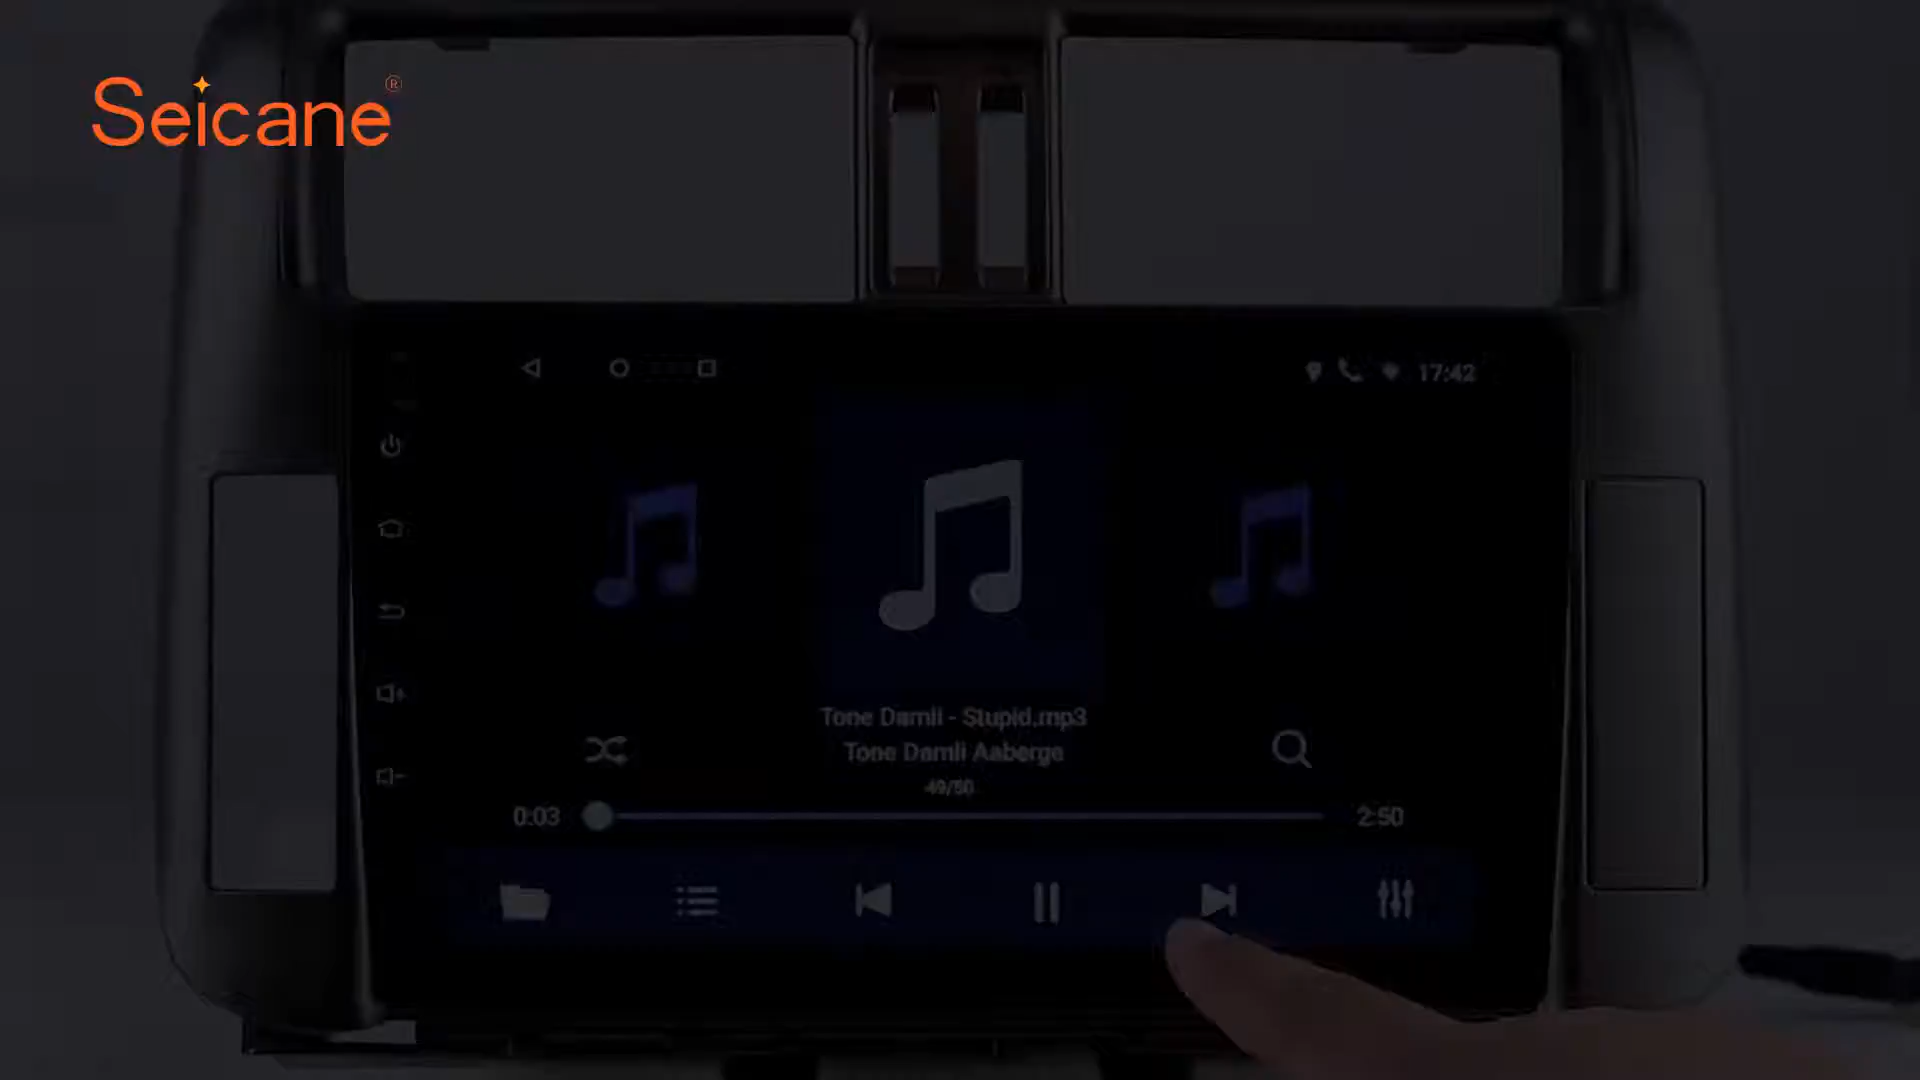 Seicane®
17:42
Tone Damli - Stupid.mp3
Tone Damli Aaberge
49/50
0:03
2:50